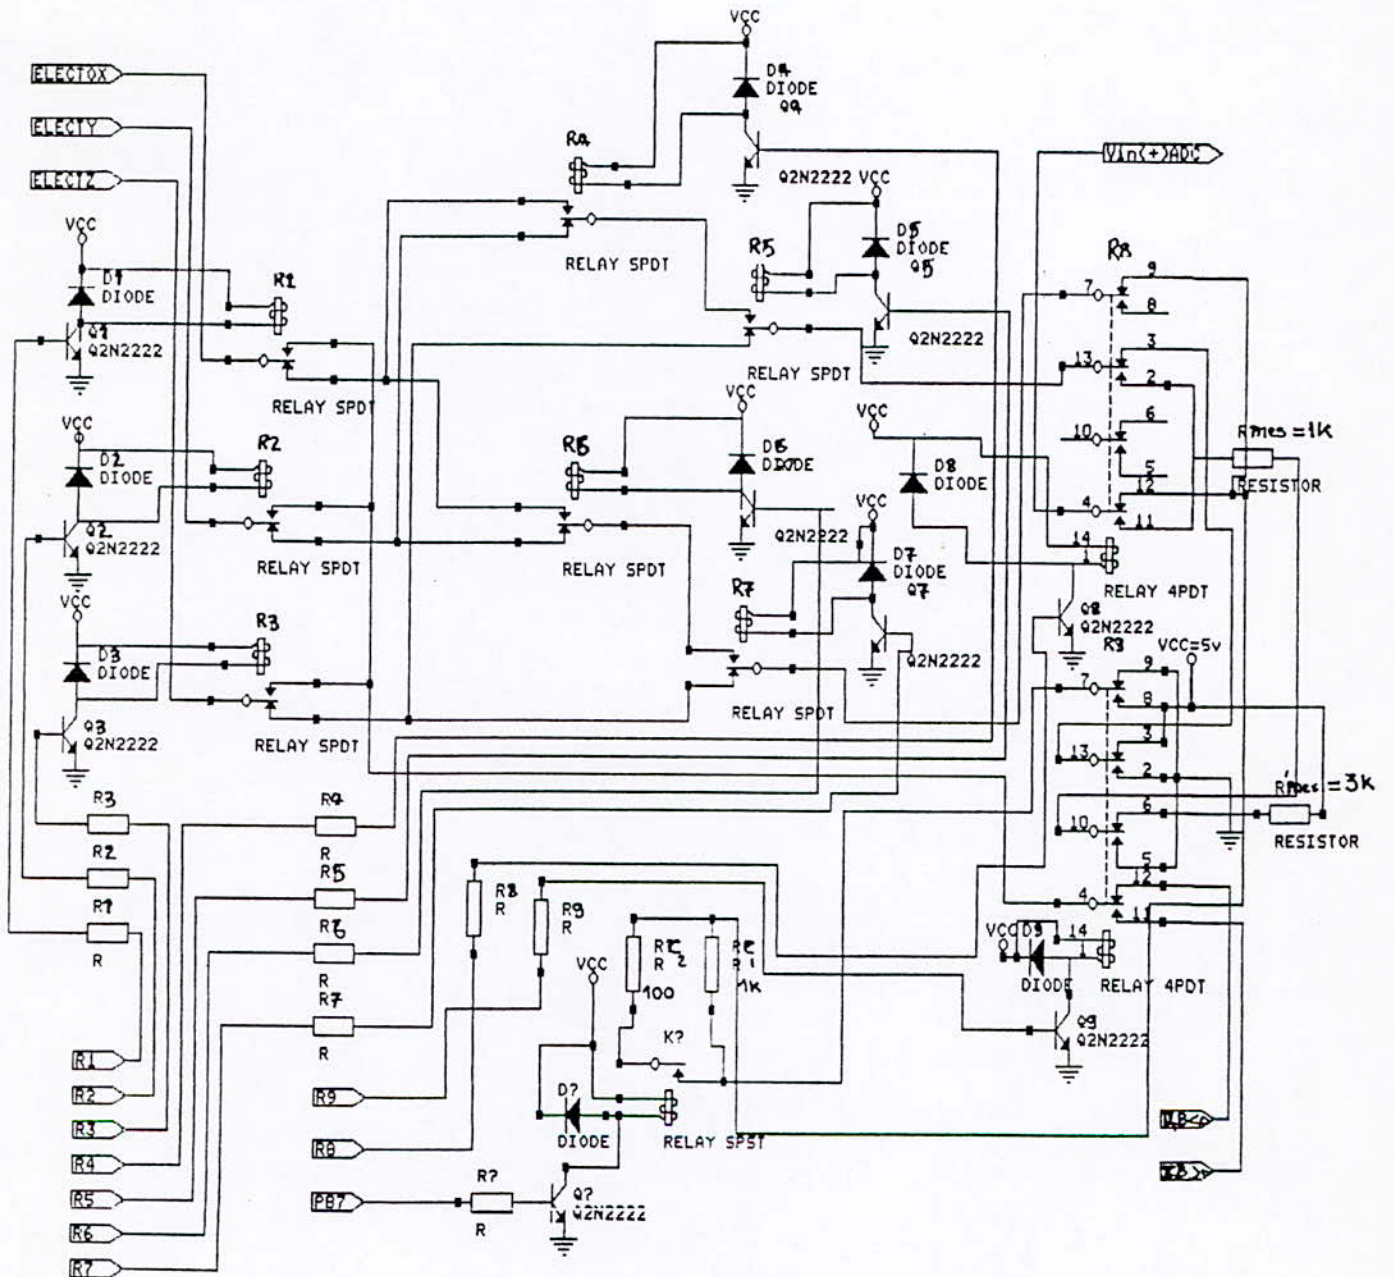 VCC
ELECTOX
D4
DIODE
Q4
ELECTY
R4
Vin(+)ADC
ELECTZ
Q2N2222
VCC
VCC
D5
DIODE
Q5
RELAY SPDT
R5
R8
9
D1
DIODE
R1
7
8
Q1
Q2N2222
Q2N2222
3
13
2
RELAY SPDT
RELAY SPDT
VCC
VCC
VCC
6
Rmes = 1K
10
R2
R6
D6
DIODE
D2
DIODE
D8
DIODE
5
RESISTOR
12
VCC
4
11
Q2
Q2N2222
Q2N2222
14
1
RELAY SPDT
RELAY SPDT
D7
DIODE
Q7
RELAY 4PDT
VCC
R7
Q8
Q2N2222
R3
R9
VCC=5v
D3
DIODE
Q2N2222
9
7
8
RELAY SPDT
Q3
Q2N2222
RELAY SPDT
3
13
2
R3
R4
= 3K
6
R
10
RESISTOR
R2
R5
5
R8
R
12
R9
R
4
R1
R
11
R6
VCC
D9
14
R
R
VCC
R
2
100
R
1
1K
1
DIODE
RELAY 4PDT
R7
Q9
Q2N2222
R
K?
R1
R2
R9
D?
R3
DIODE
RELAY SPST
R4
R8
R5
R?
PB7
Q?
Q2N2222
R6
R
R7